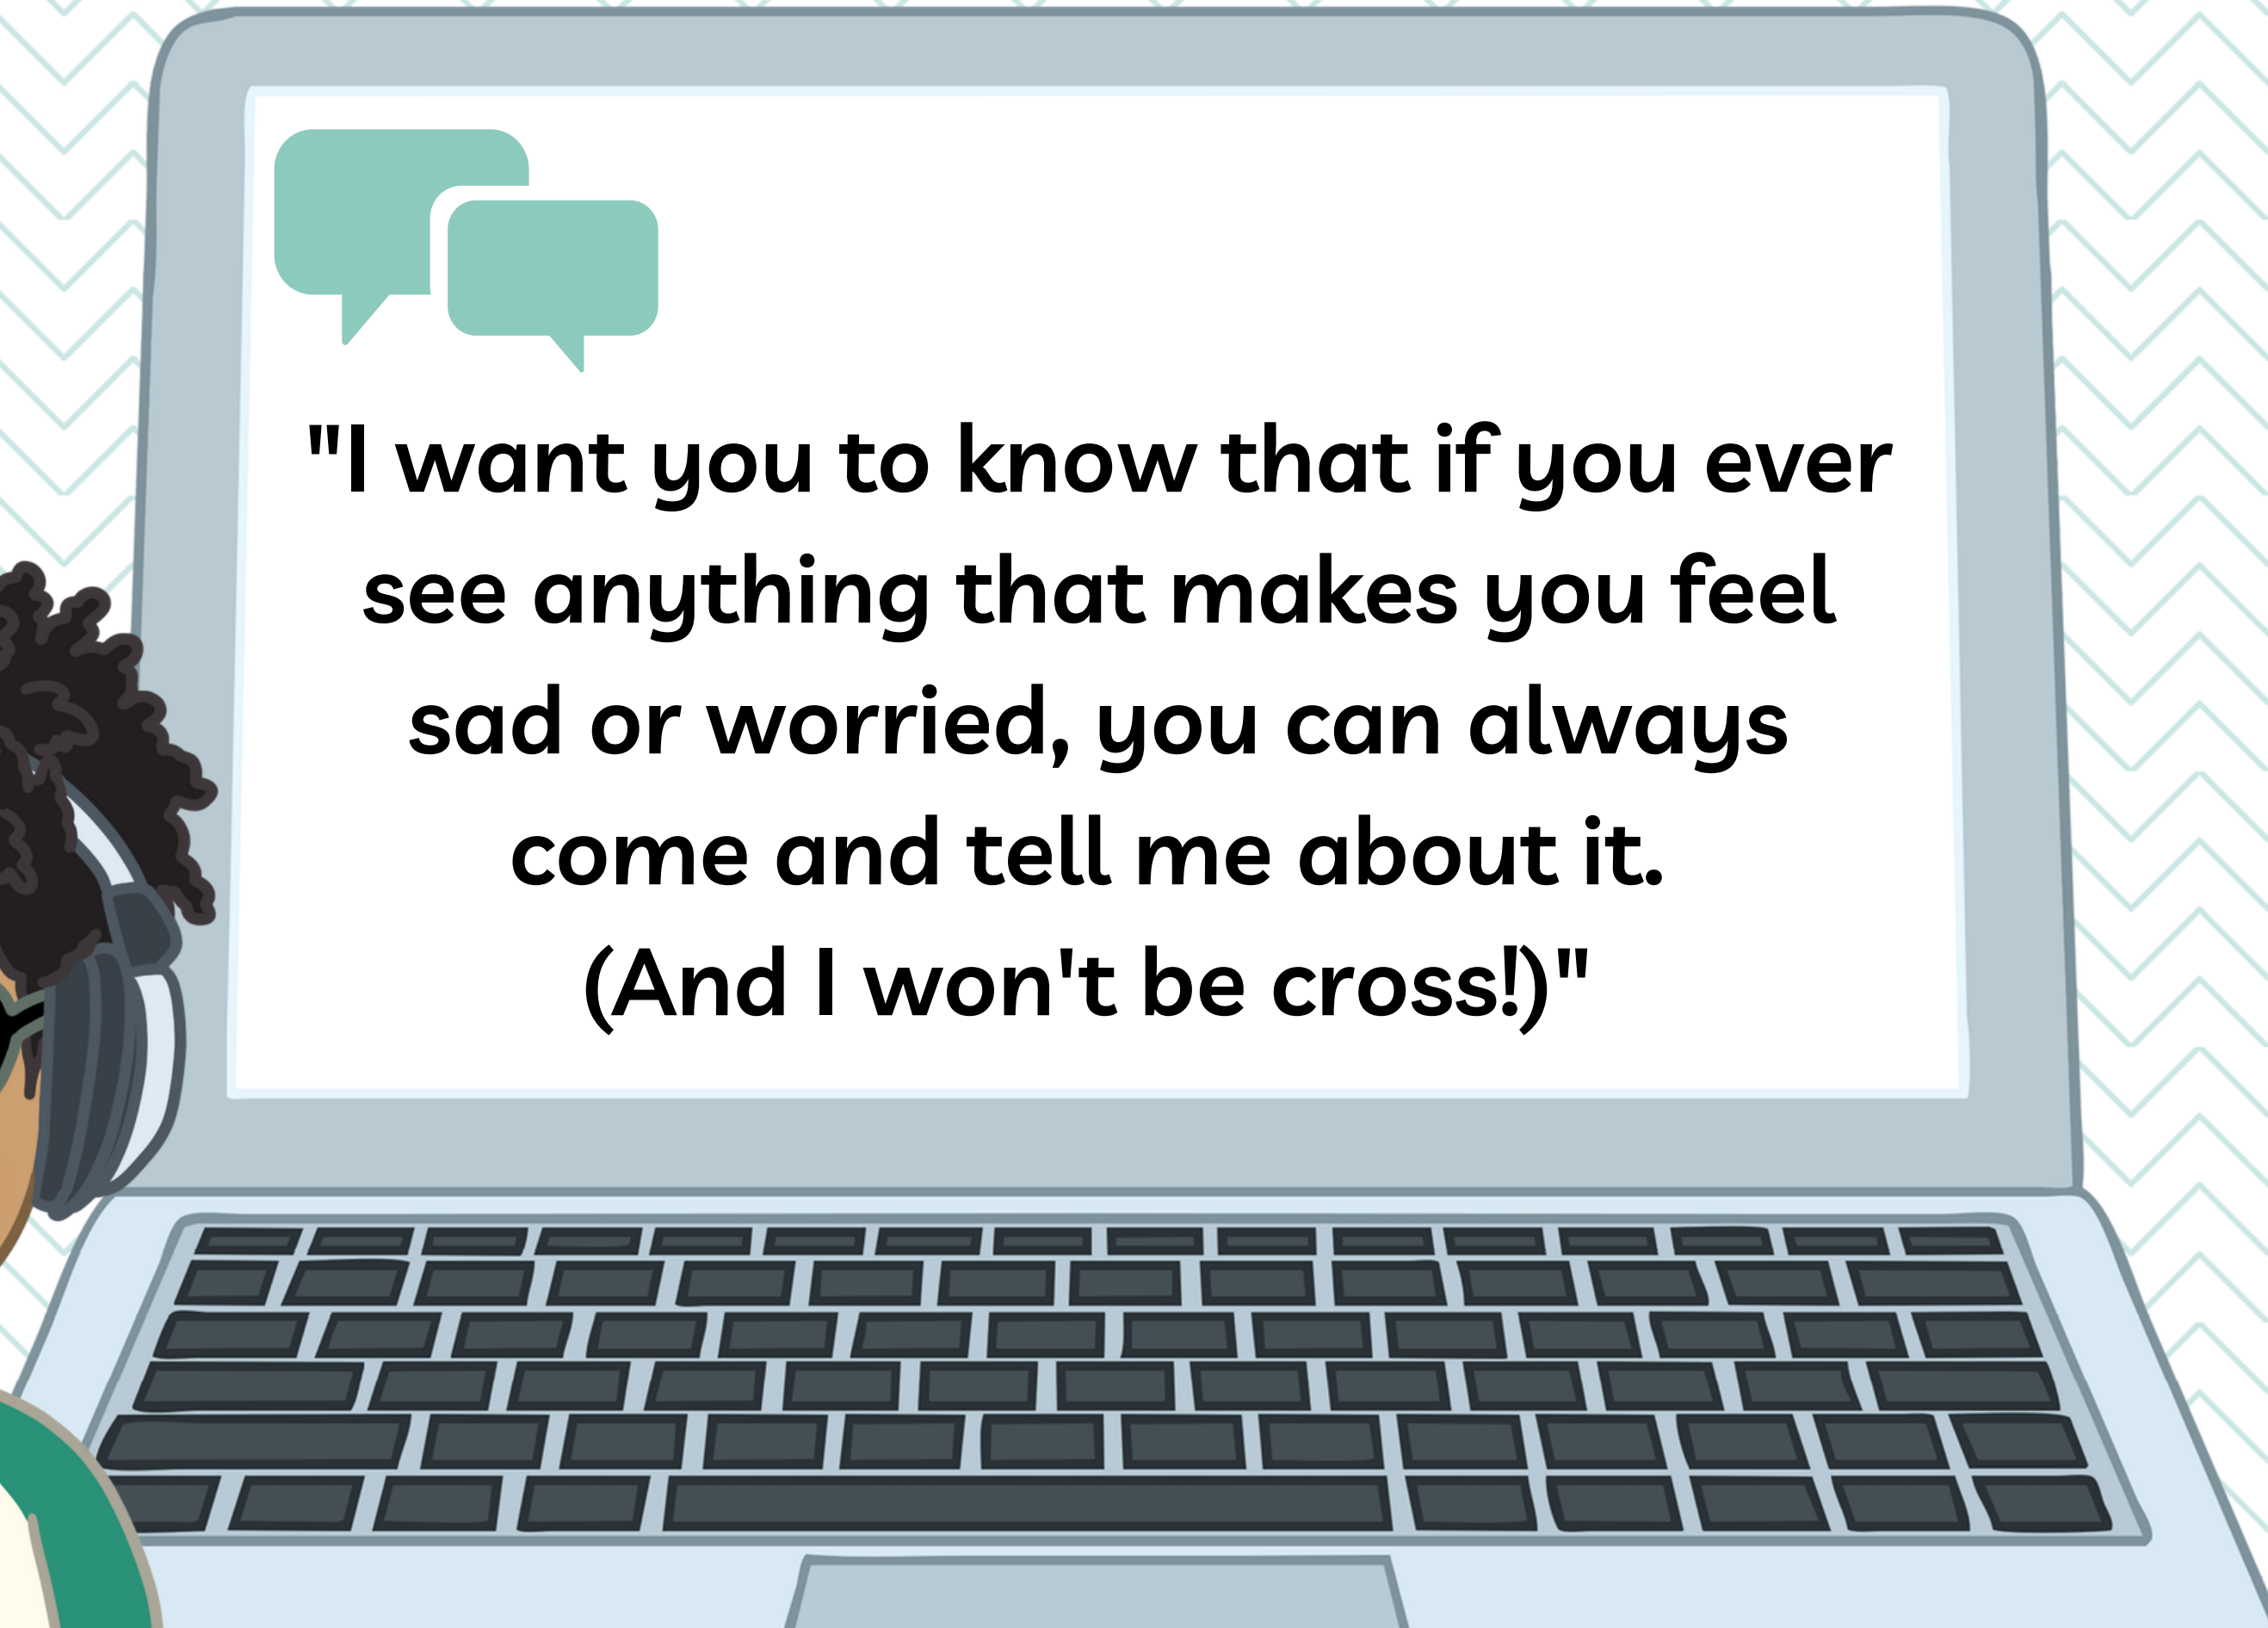 "I want you to know that if you ever
see anything that makes you feel
sad or worried, you can always
come and tell me about it.
(And I won't be cross!)"